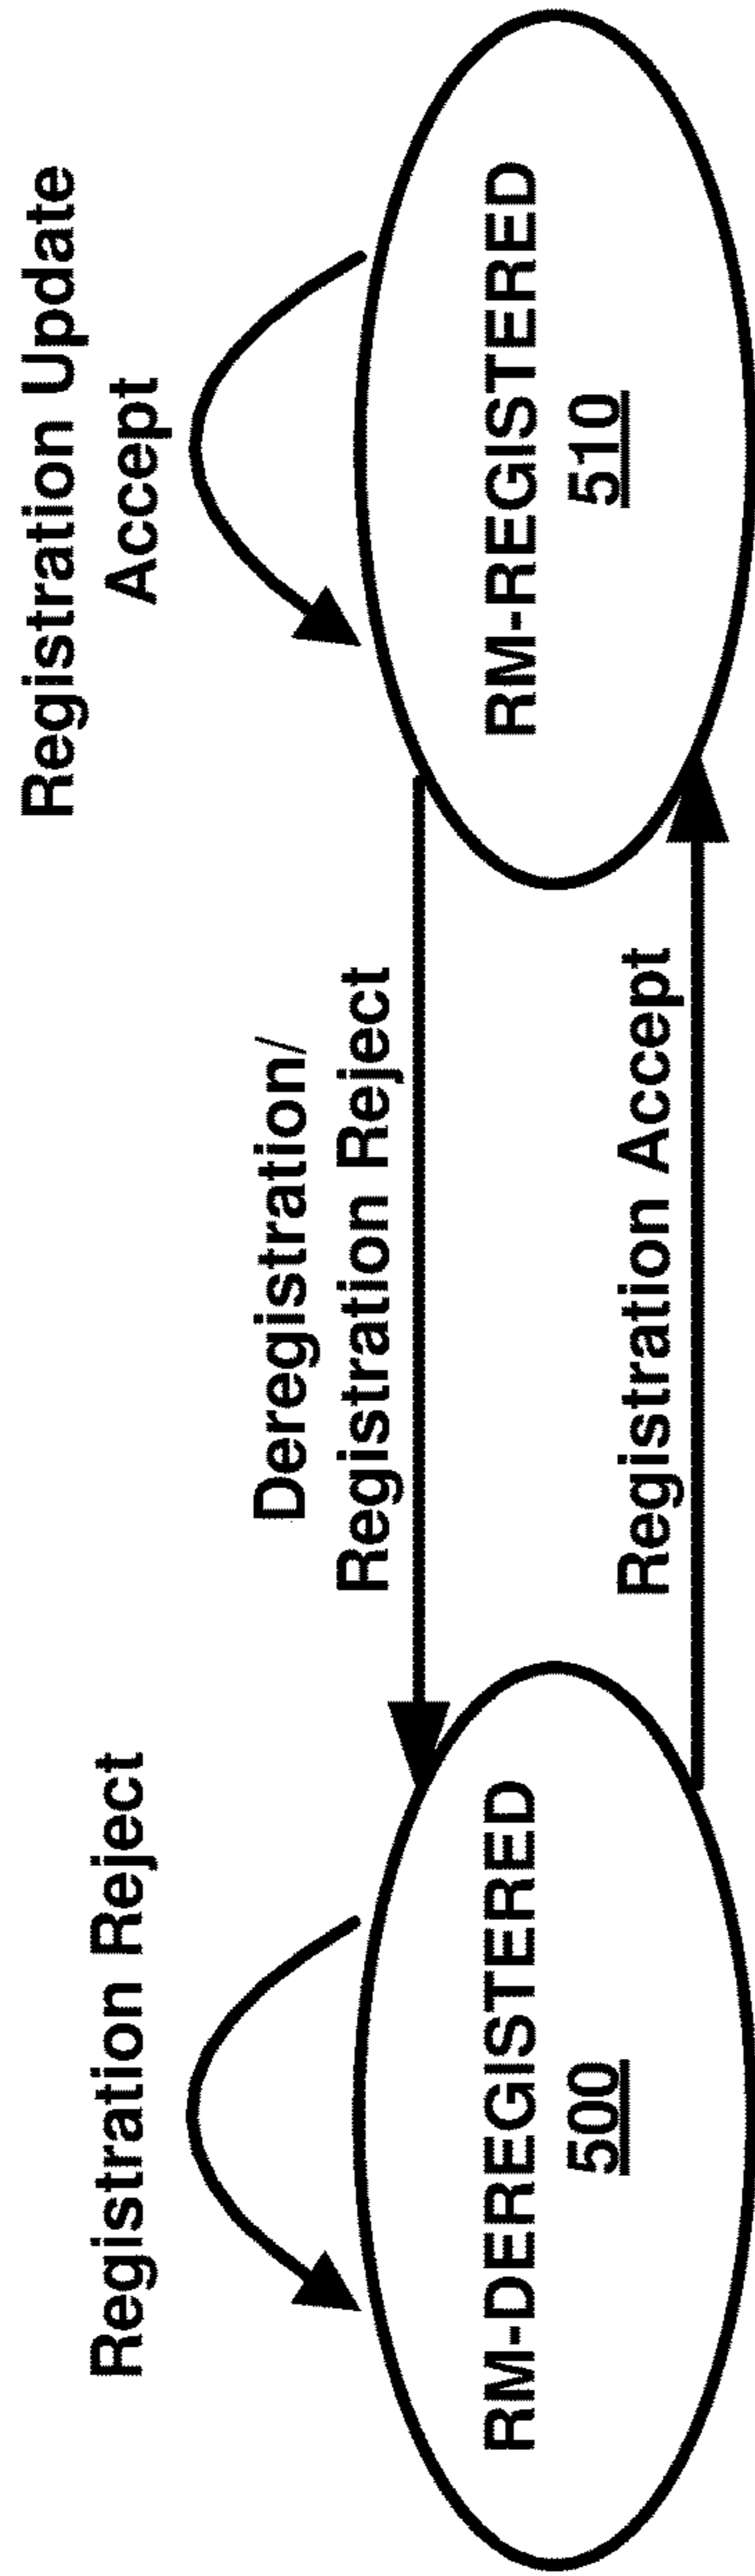 Registration Reject
Registration Update
Accept
Deregistration/
Registration Reject
RM-DEREGISTERED
500
RM-REGISTERED
510
Registration Accept